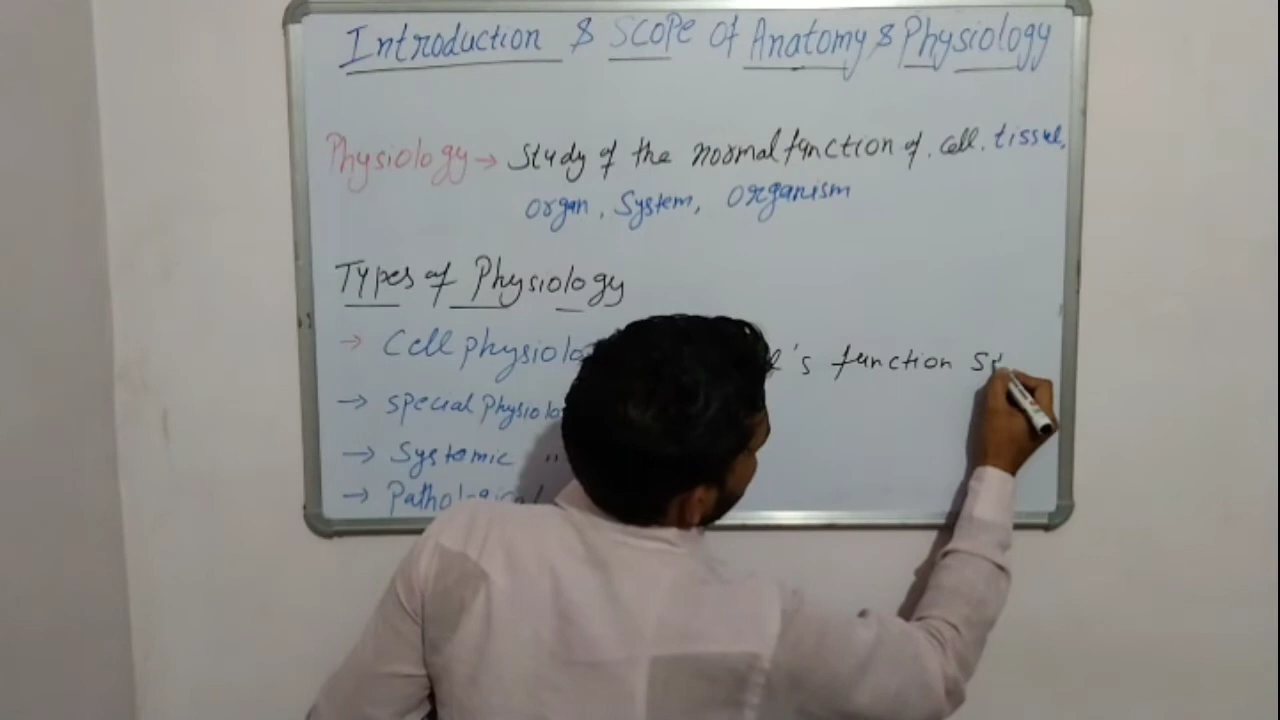 Introduction & Scope of Anatomy & Physiology
Physiology → Study of the normal function of. cell. tissue,
organ, System, organism
Types of Physiology
→ Cell physiolo
's function
→ special Physiolo
→ Systemic "
→ Pathological